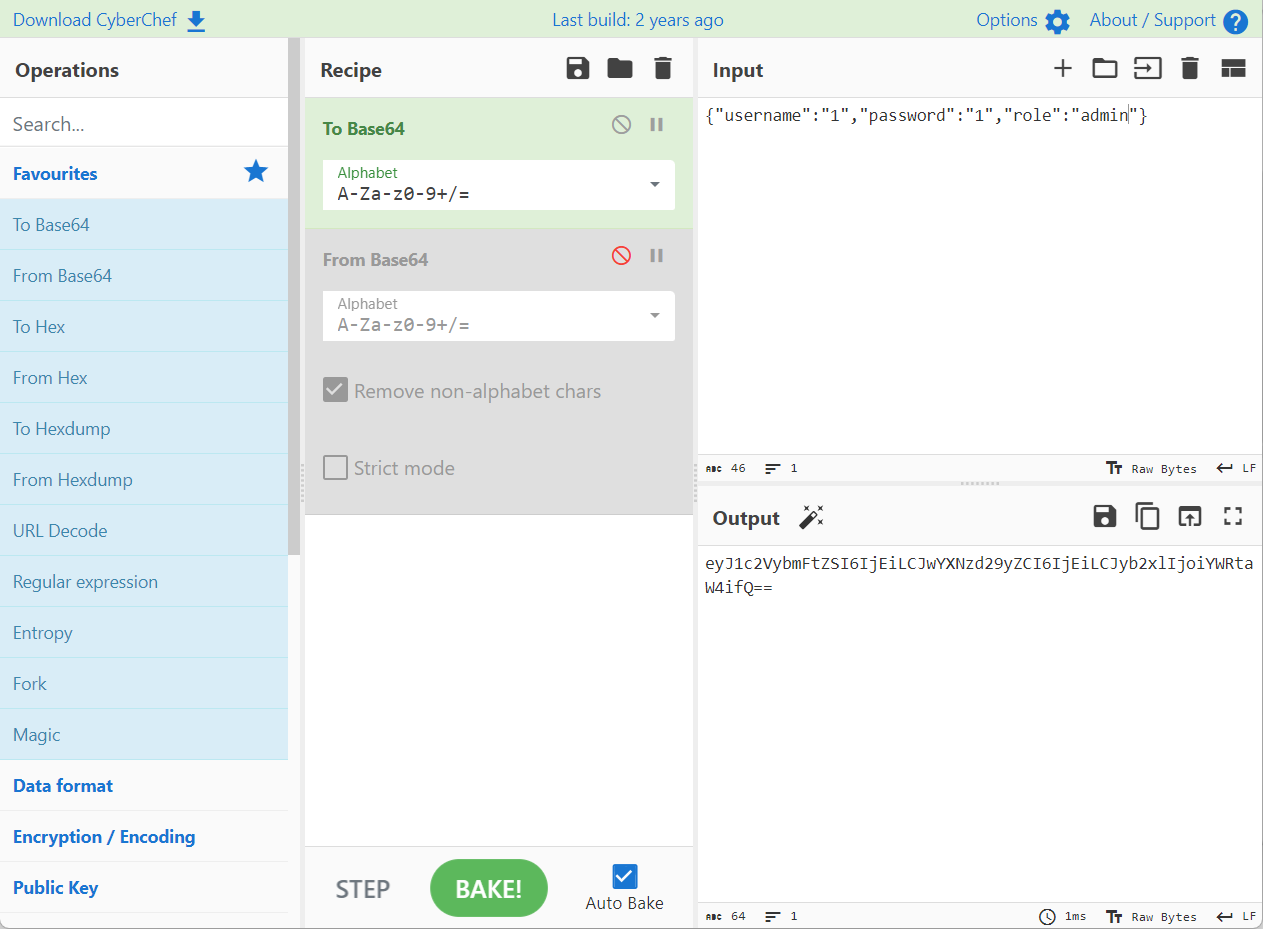 Download CyberChef
Last build: 2 years ago
Options
About / Support
Operations
Search...
Favourites
To Base64
From Base64
To Hex
From Hex
To Hexdump
From Hexdump
URL Decode
Regular expression
Entropy
Fork
Magic
Data format
Encryption / Encoding
Public Key
Recipe
To Base64
Alphabet
A-Za-z0-9+/=
From Base64
Alphabet
A-Za-z0-9+/=
Remove non-alphabet chars
Strict mode
STEP
BAKE!
Auto Bake
Input
{"username":"1","password":"1","role":"admin"}
ABC 46 1
Tт Raw Bytes LF
Output
eyJ1c2VybmFtZSI6IjEiLCJwYXNzd29yZCI6IjEiLCJyb2xlIjoiYWRta
W4ifQ==
ABC 64 1
1ms Tт Raw Bytes LF